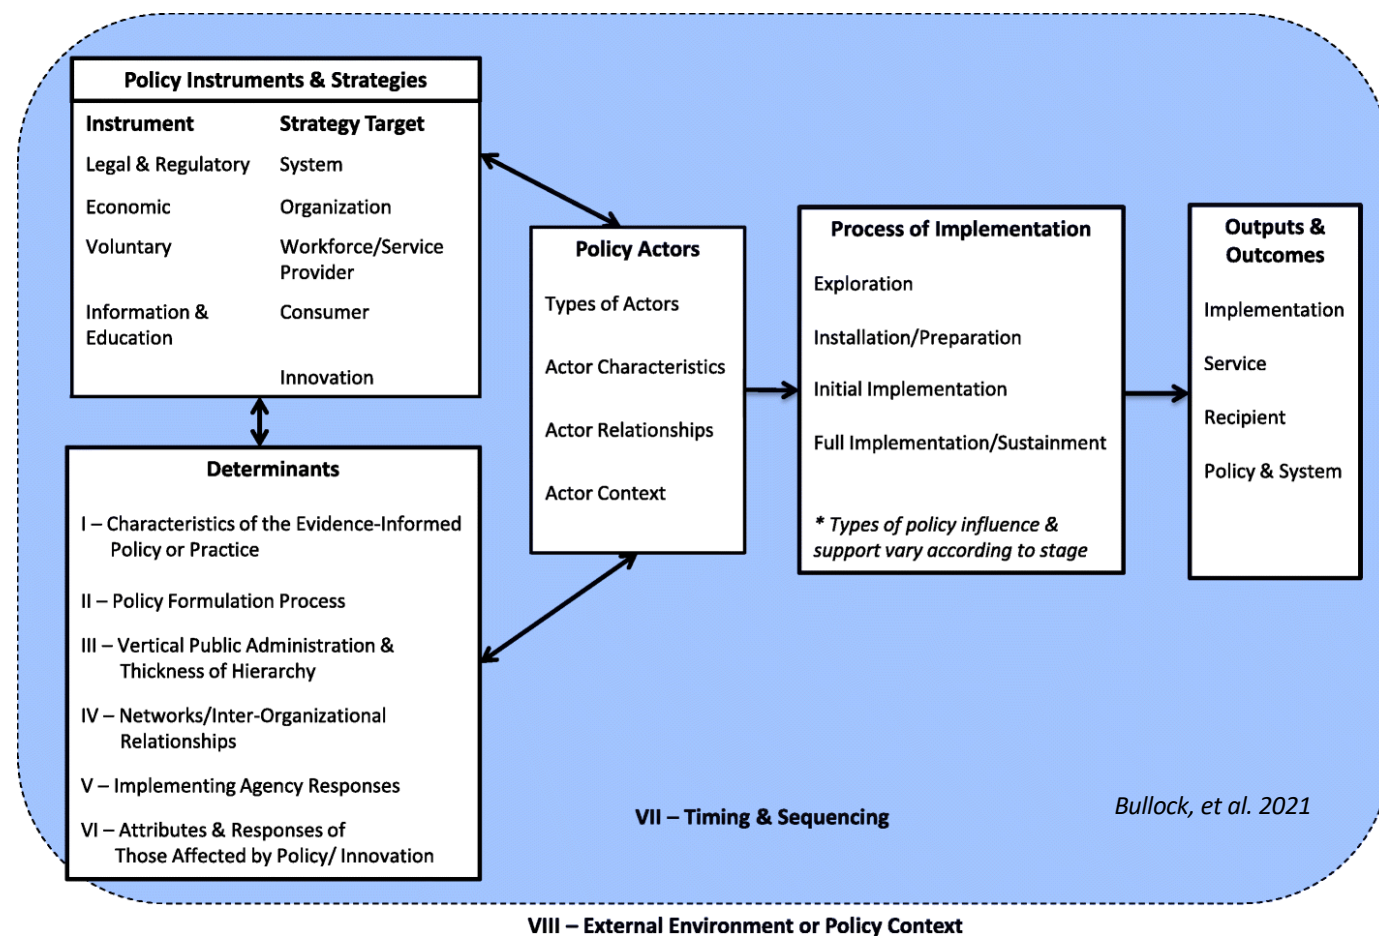 Policy Instruments & Strategies
Instrument Strategy Target
Legal & Regulatory System
Economic Organization
Voluntary Workforce/Service
Provider
Information & Consumer
Education
Innovation
Determinants
I – Characteristics of the Evidence-Informed
Policy or Practice
II – Policy Formulation Process
III – Vertical Public Administration &
Thickness of Hierarchy
IV – Networks/Inter-Organizational
Relationships
V – Implementing Agency Responses
VI – Attributes & Responses of
Those Affected by Policy/ Innovation
Policy Actors
Types of Actors
Actor Characteristics
Actor Relationships
Actor Context
Process of Implementation
Exploration
Installation/Preparation
Initial Implementation
Full Implementation/Sustainment
* Types of policy influence &
support vary according to stage
Outputs &
Outcomes
Implementation
Service
Recipient
Policy & System
Bullock, et al. 2021
VII – Timing & Sequencing
VIII – External Environment or Policy Context